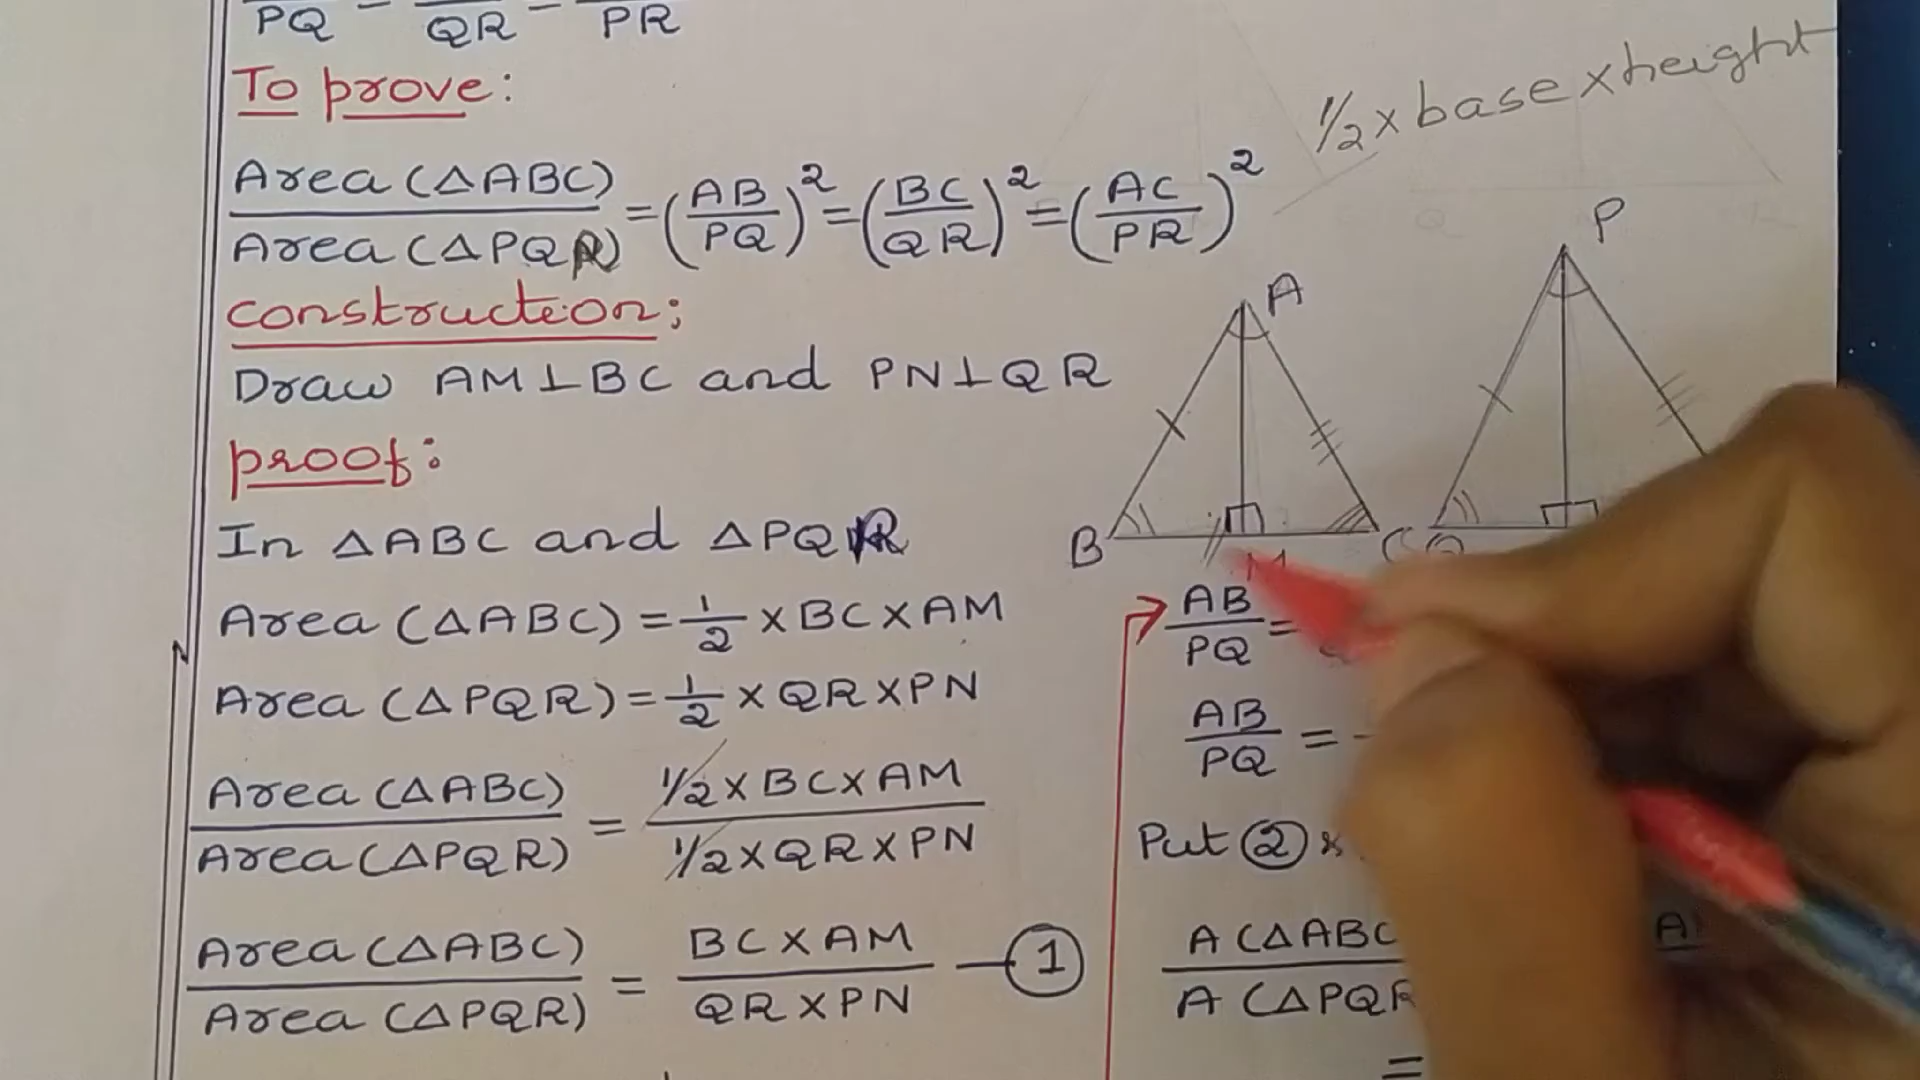 PQ = QR = PR
To prove:
Area (△ABC) / Area (△PQR) = (AB/PQ)² = (BC/QR)² = (AC/PR)²
construction:
Draw AM⊥BC and PN⊥QR
proof:
In △ABC and △PQR
Area (△ABC) = 1/2 × BC × AM
Area (△PQR) = 1/2 × QR × PN
Area (△ABC) / Area (△PQR) = 1/2 × BC × AM / 1/2 × QR × PN
Area (△ABC) / Area (△PQR) = BC × AM / QR × PN — ①
1/2 × base × height
P
A
B
M
C
Q
AB/PQ =
AB/PQ =
Put ②
A (△ABC
A (△PQR
=